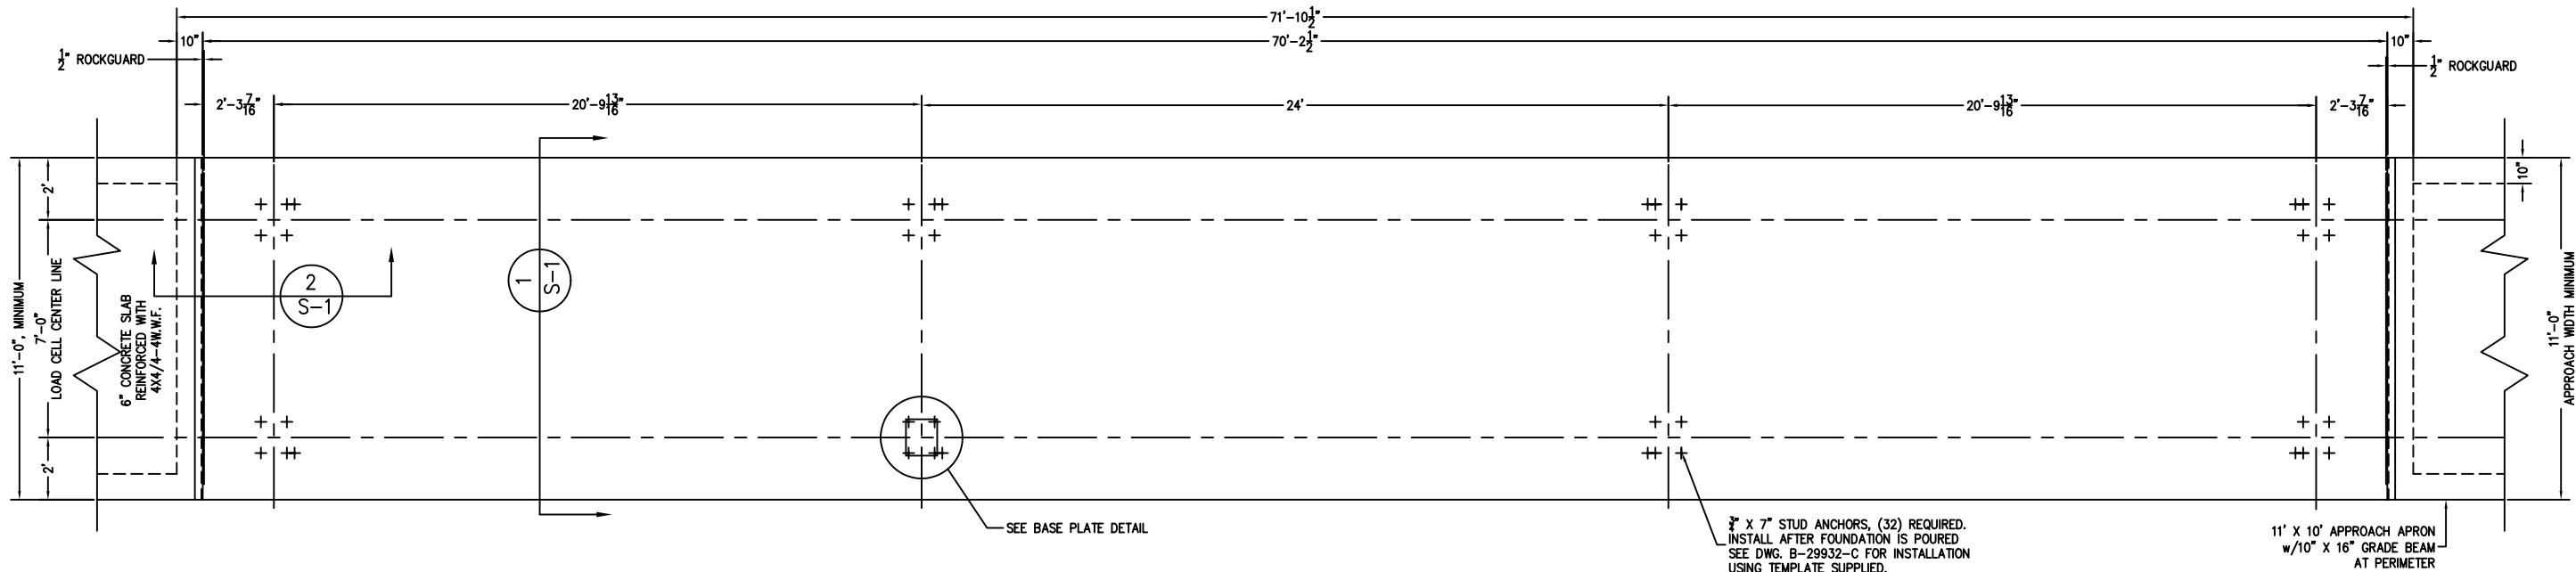 71'-10 1/2"
10"
70'-2 1/2"
10"
1/2" ROCKGUARD
1/2" ROCKGUARD
2'-3 7/16"
20'-9 13/16"
24'
20'-9 13/16"
2'-3 7/16"
2'
10"
11'-0", MINIMUM
7'-0"
LOAD CELL CENTER LINE
6" CONCRETE SLAB
REINFORCED WITH
4X4/4-4W.W.F.
2
S-1
1
S-1
11'-0"
APPROACH WIDTH MINIMUM
2'
SEE BASE PLATE DETAIL
3/4" X 7" STUD ANCHORS, (32) REQUIRED.
INSTALL AFTER FOUNDATION IS POURED
SEE DWG. B-29932-C FOR INSTALLATION
USING TEMPLATE SUPPLIED.
11' X 10' APPROACH APRON
w/10" X 16" GRADE BEAM
AT PERIMETER